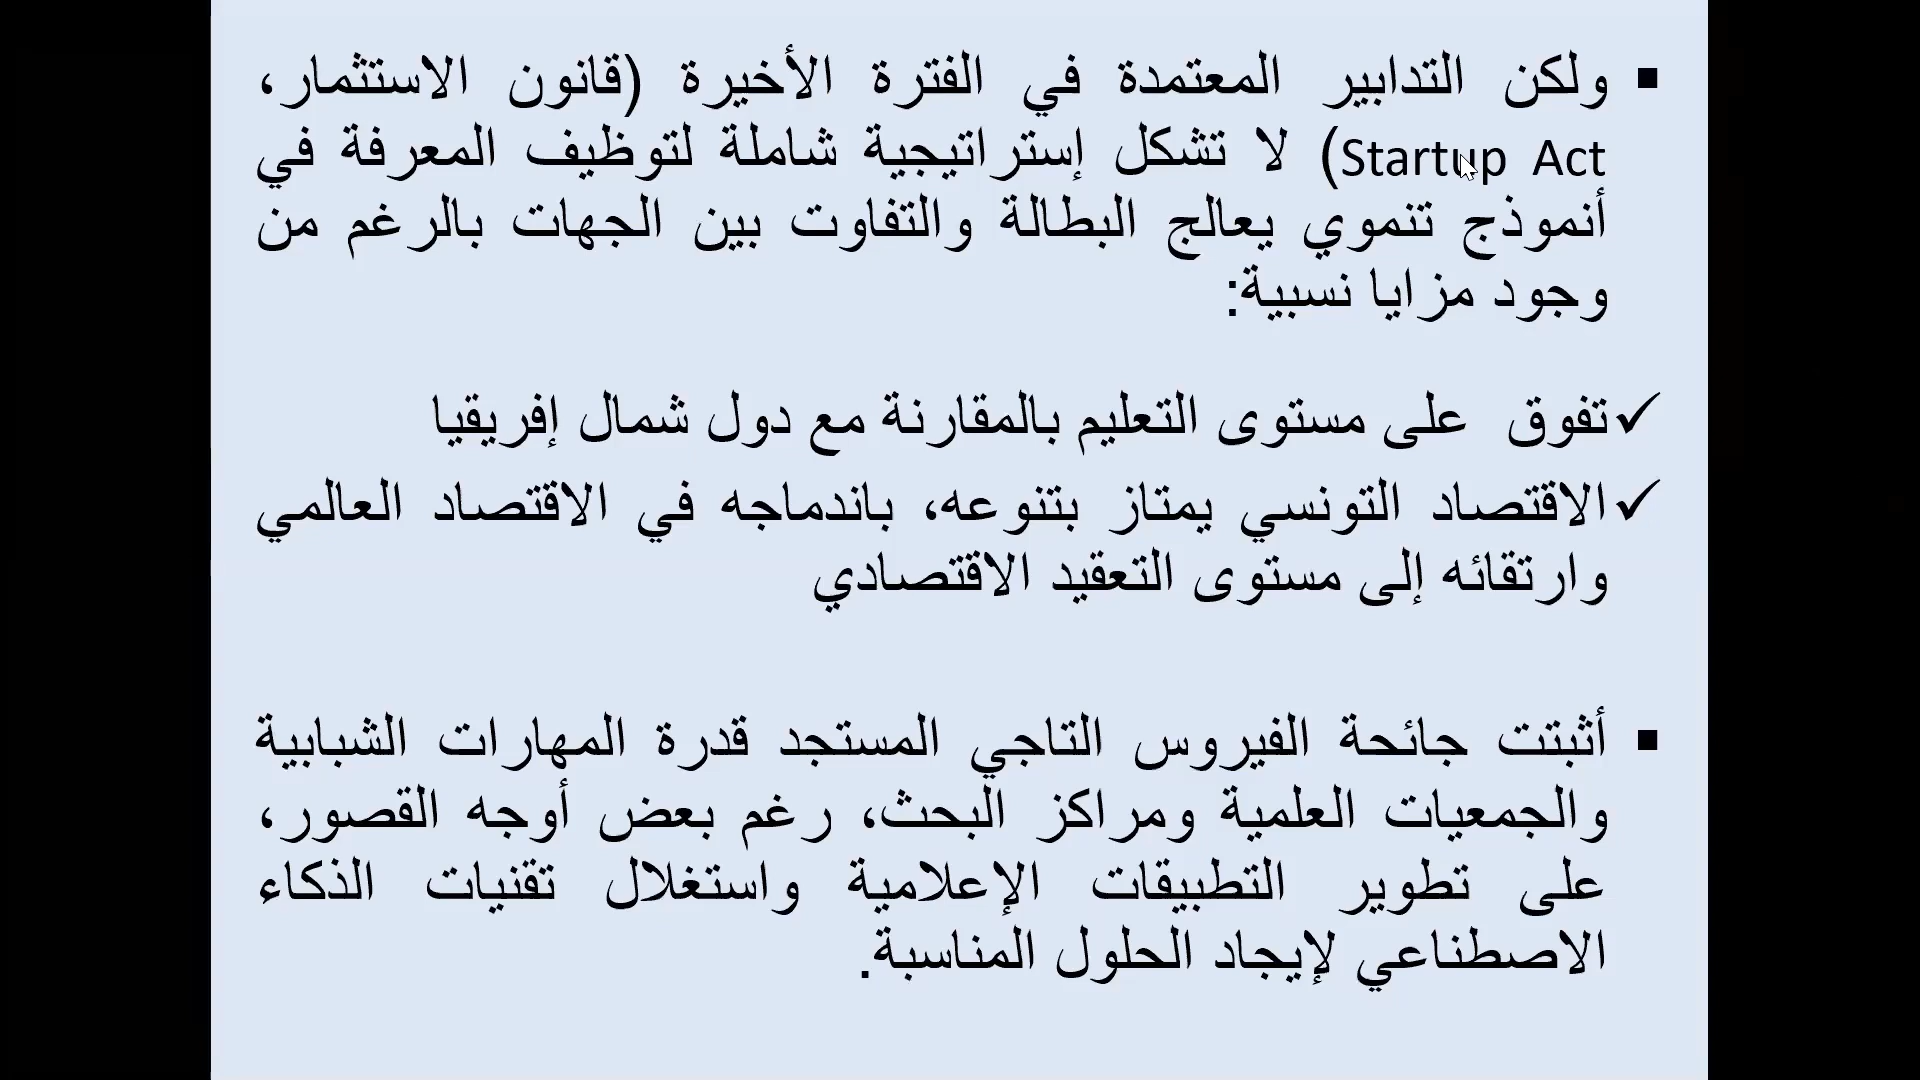 ▪ ولكن التدابير المعتمدة في الفترة الأخيرة (قانون الاستثمار،
Startup Act) لا تشكل إستراتيجية شاملة لتوظيف المعرفة في
أنموذج تنموي يعالج البطالة والتفاوت بين الجهات بالرغم من
وجود مزايا نسبية:
✓ تفوق على مستوى التعليم بالمقارنة مع دول شمال إفريقيا
✓ الاقتصاد التونسي يمتاز بتنوعه، باندماجه في الاقتصاد العالمي
وارتقائه إلى مستوى التعقيد الاقتصادي
▪ أثبتت جائحة الفيروس التاجي المستجد قدرة المهارات الشبابية
والجمعيات العلمية ومراكز البحث، رغم بعض أوجه القصور،
على تطوير التطبيقات الإعلامية واستغلال تقنيات الذكاء
الاصطناعي لإيجاد الحلول المناسبة.